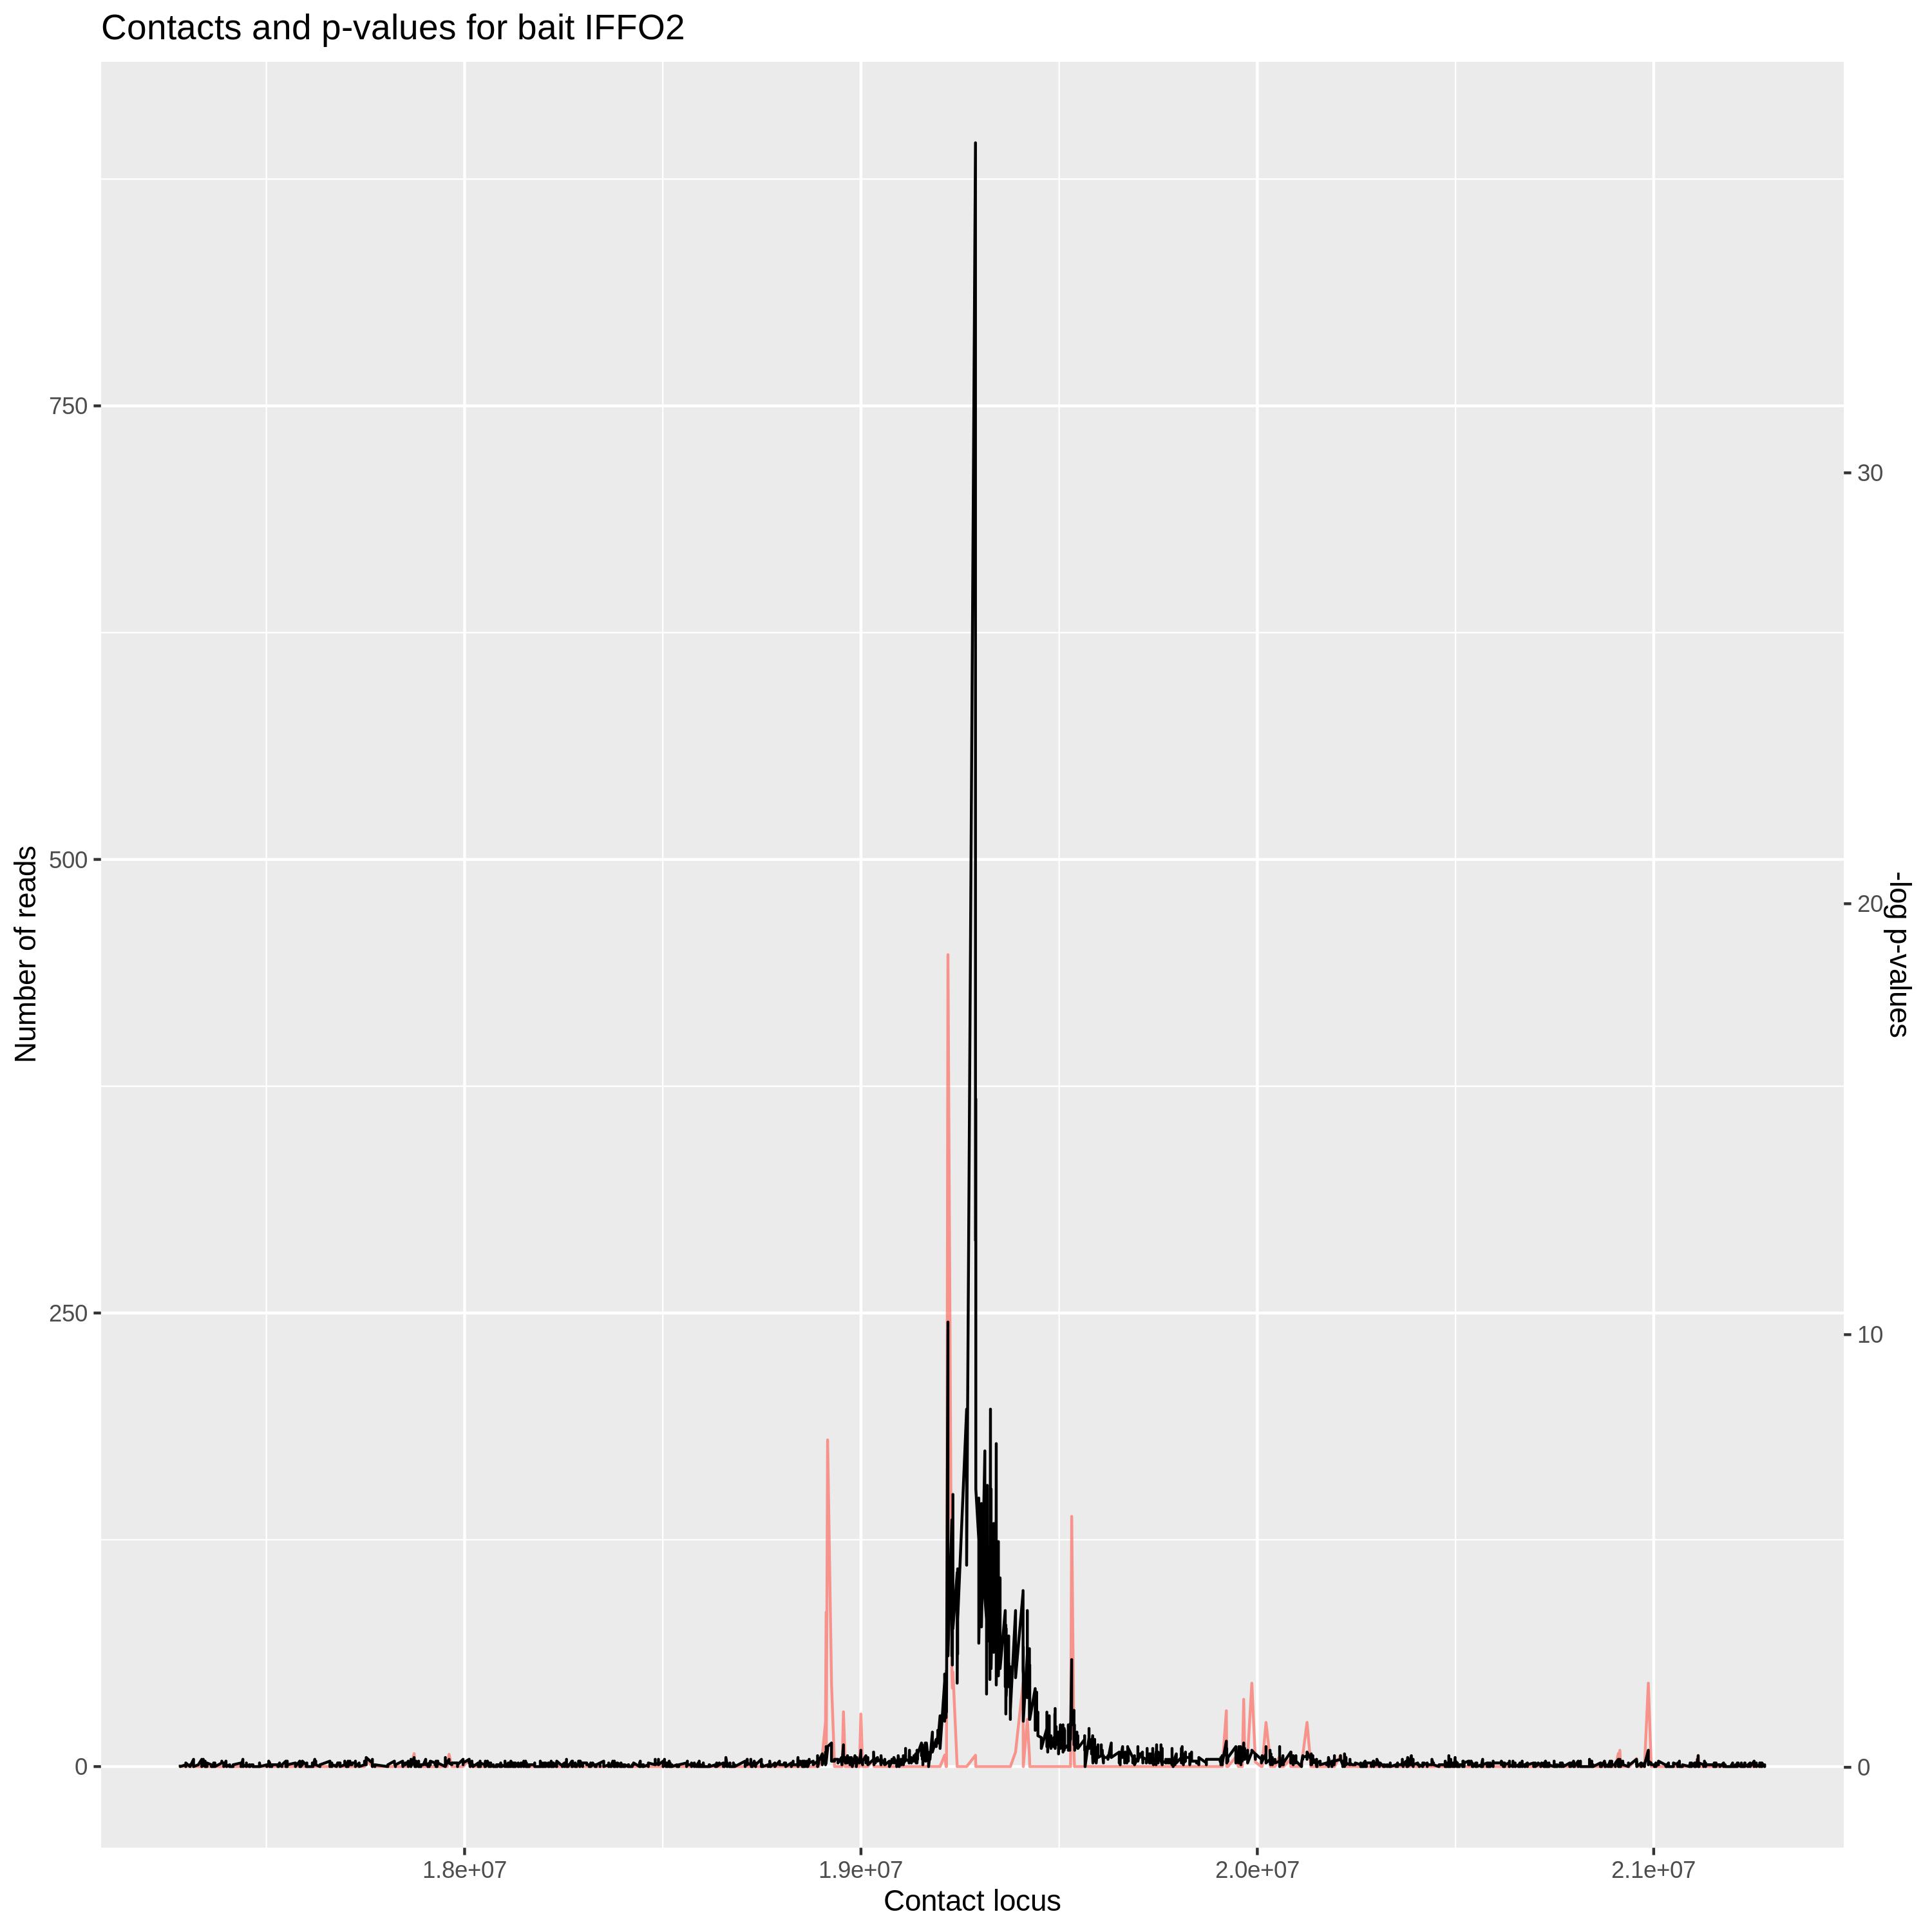 Contacts and p-values for bait IFFO2
Number of reads
750
500
250
0
30
20
10
0
-log p-values
1.8e+07
1.9e+07
2.0e+07
2.1e+07
Contact locus